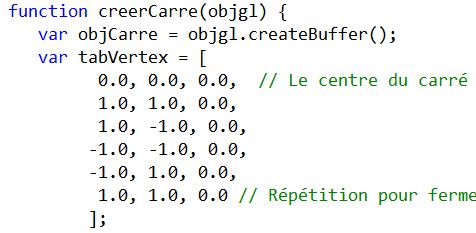 function creerCarre(objgl) {
var objCarre = objgl.createBuffer();
var tabVertex = [
0.0, 0.0, 0.0, // Le centre du carré
1.0, 1.0, 0.0,
1.0, -1.0, 0.0,
-1.0, -1.0, 0.0,
-1.0, 1.0, 0.0,
1.0, 1.0, 0.0 // Répétition pour ferme
];